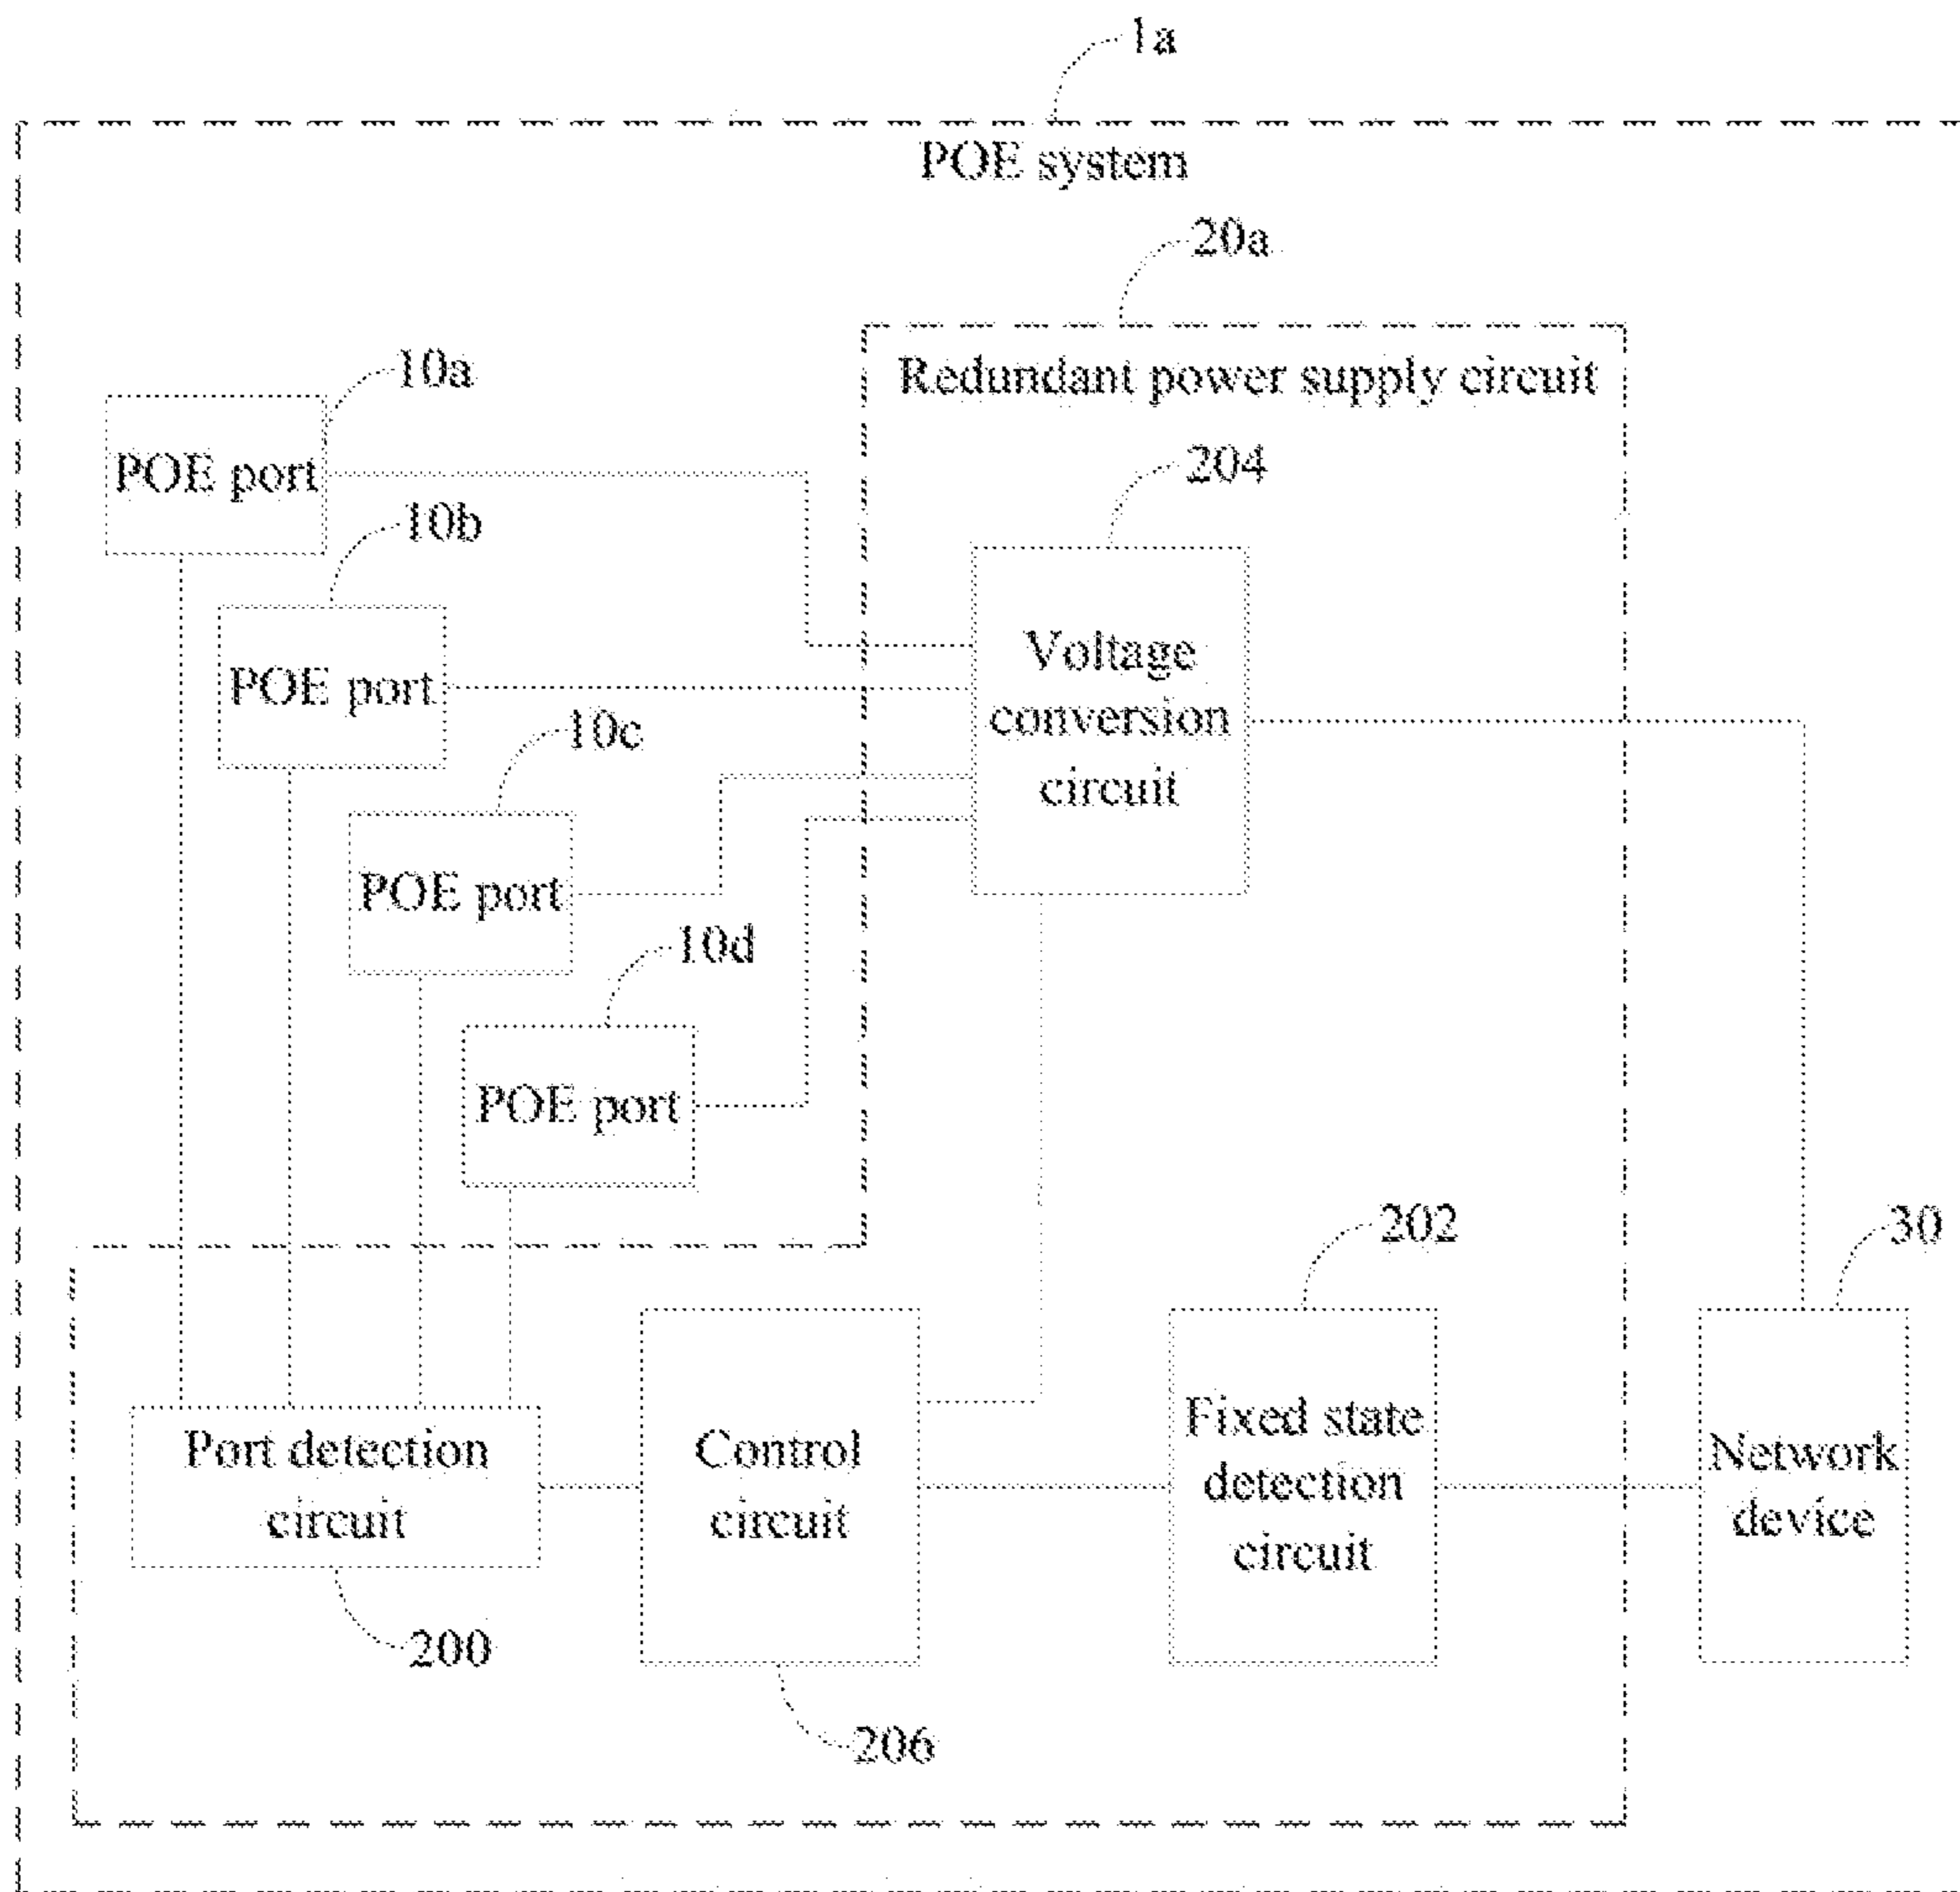 1a
POE system
20a
Redundant power supply circuit
10a
POE port
204
10b
POE port
Voltage
conversion
circuit
10c
POE port
10d
POE port
202
30
Port detection
circuit
Control
circuit
Fixed state
detection
circuit
Network
device
200
206